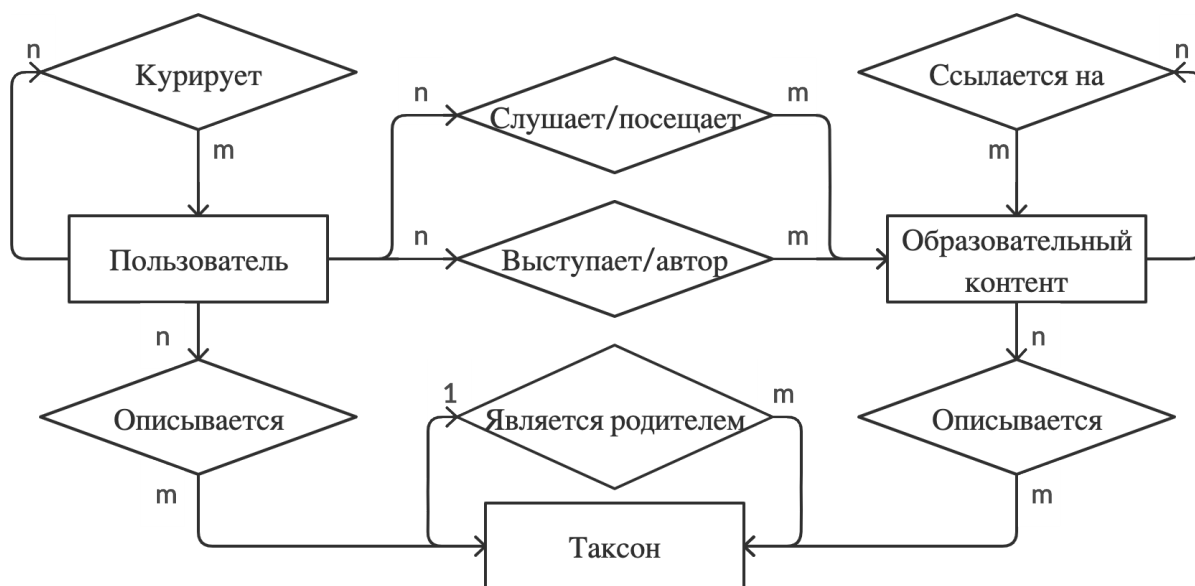 n
Курирует
n
Ссылается на
n
Слушает/посещает
m
m
m
n
Выступает/автор
m
Пользователь
Образовательный
контент
n
n
1
m
Описывается
Является родителем
Описывается
m
m
Таксон